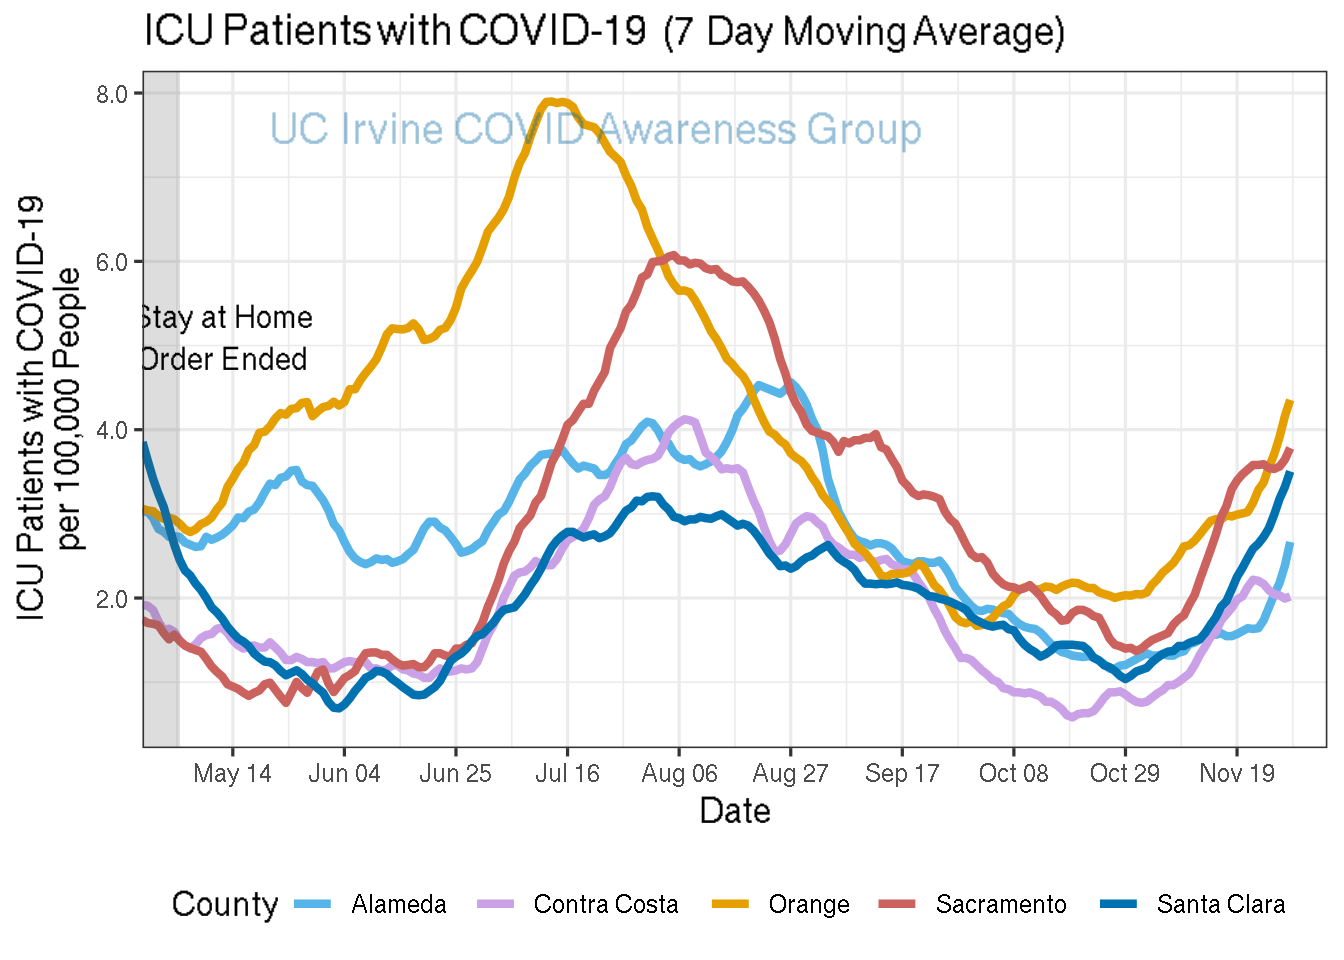 ICU Patients with COVID-19 (7 Day Moving Average)
UC Irvine COVID Awareness Group
ICU Patients with COVID-19
per 100,000 People
8.0
6.0
4.0
2.0
Stay at Home
Order Ended
May 14
Jun 04
Jun 25
Jul 16
Aug 06
Aug 27
Sep 17
Oct 08
Oct 29
Nov 19
Date
County
Alameda
Contra Costa
Orange
Sacramento
Santa Clara